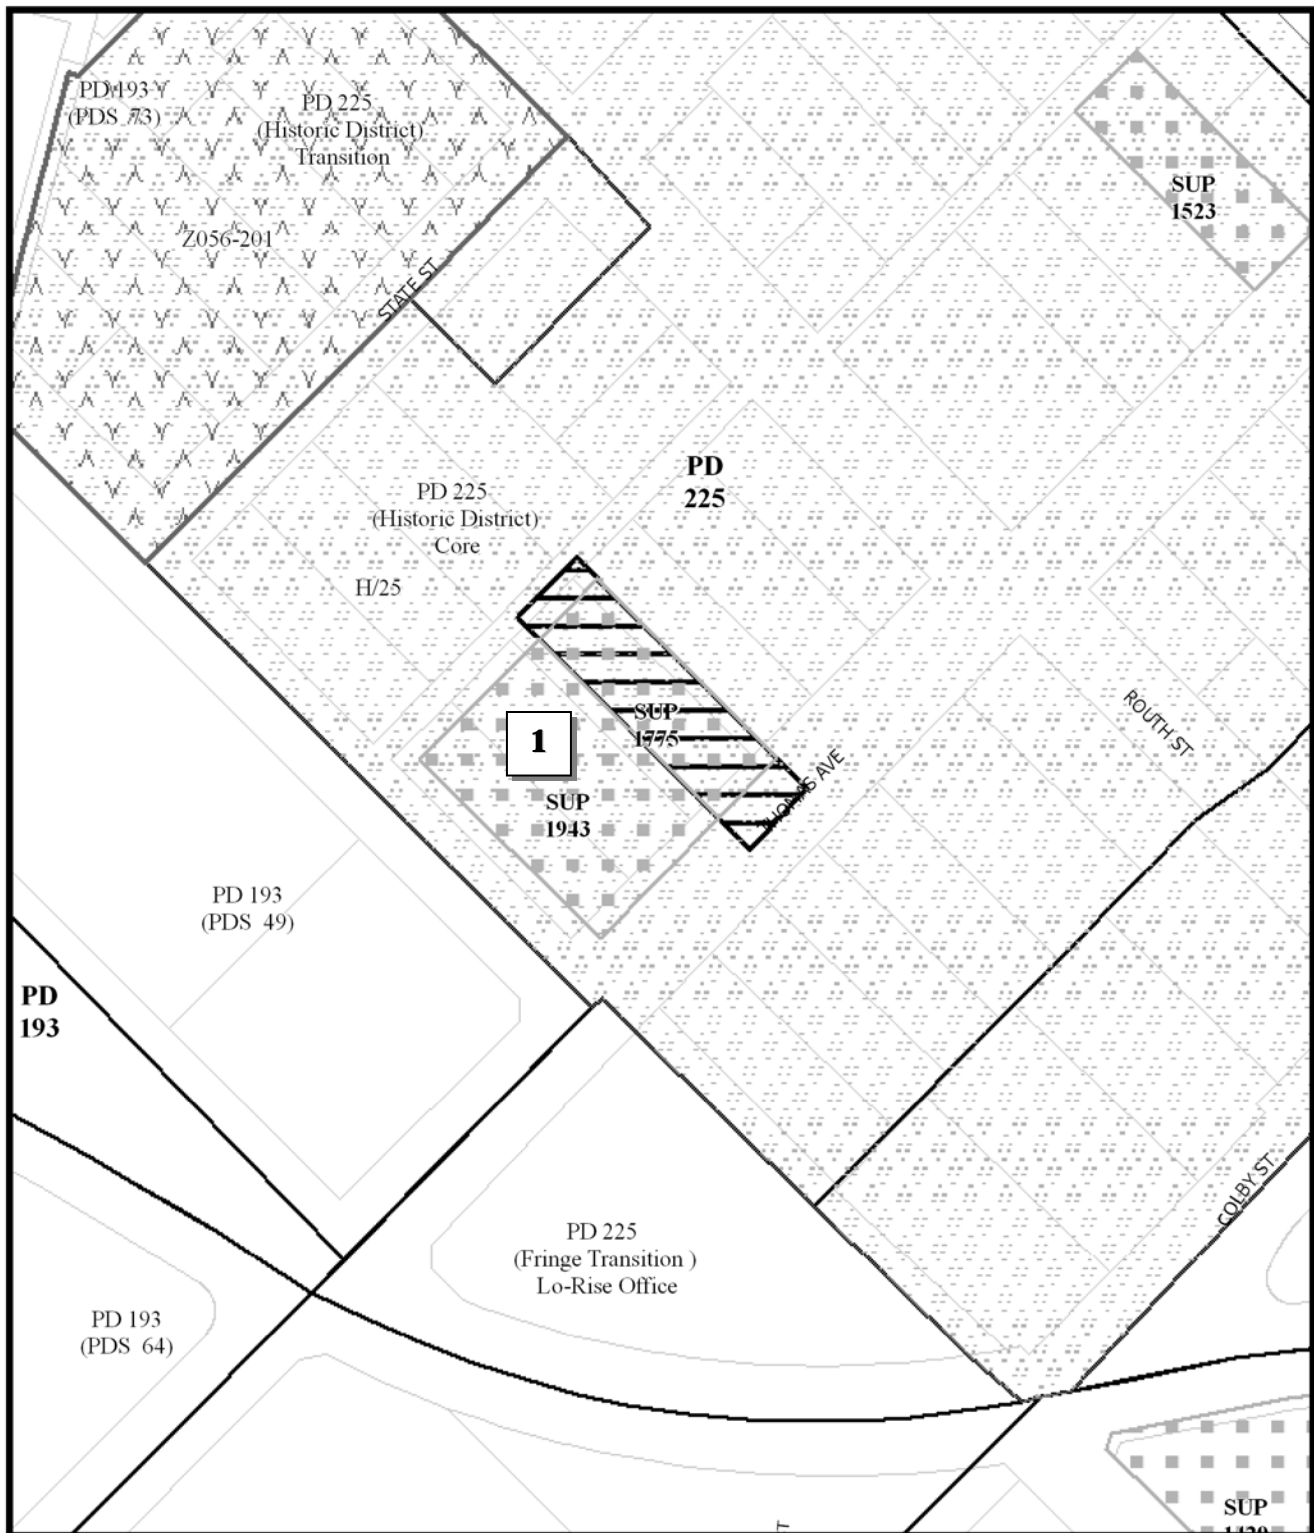 PD 193
(PDS 73)
PD 225
(Historic District)
Transition
Z056-201
STATE ST
SUP
1523
PD
225
PD 225
(Historic District)
Core
H/25
SUP
1775
1
SUP
1943
THOMAS AVE
ROUTH ST
PD 193
(PDS 49)
PD
193
PD 225
(Fringe Transition )
Lo-Rise Office
COLBY ST
PD 193
(PDS 64)
SUP